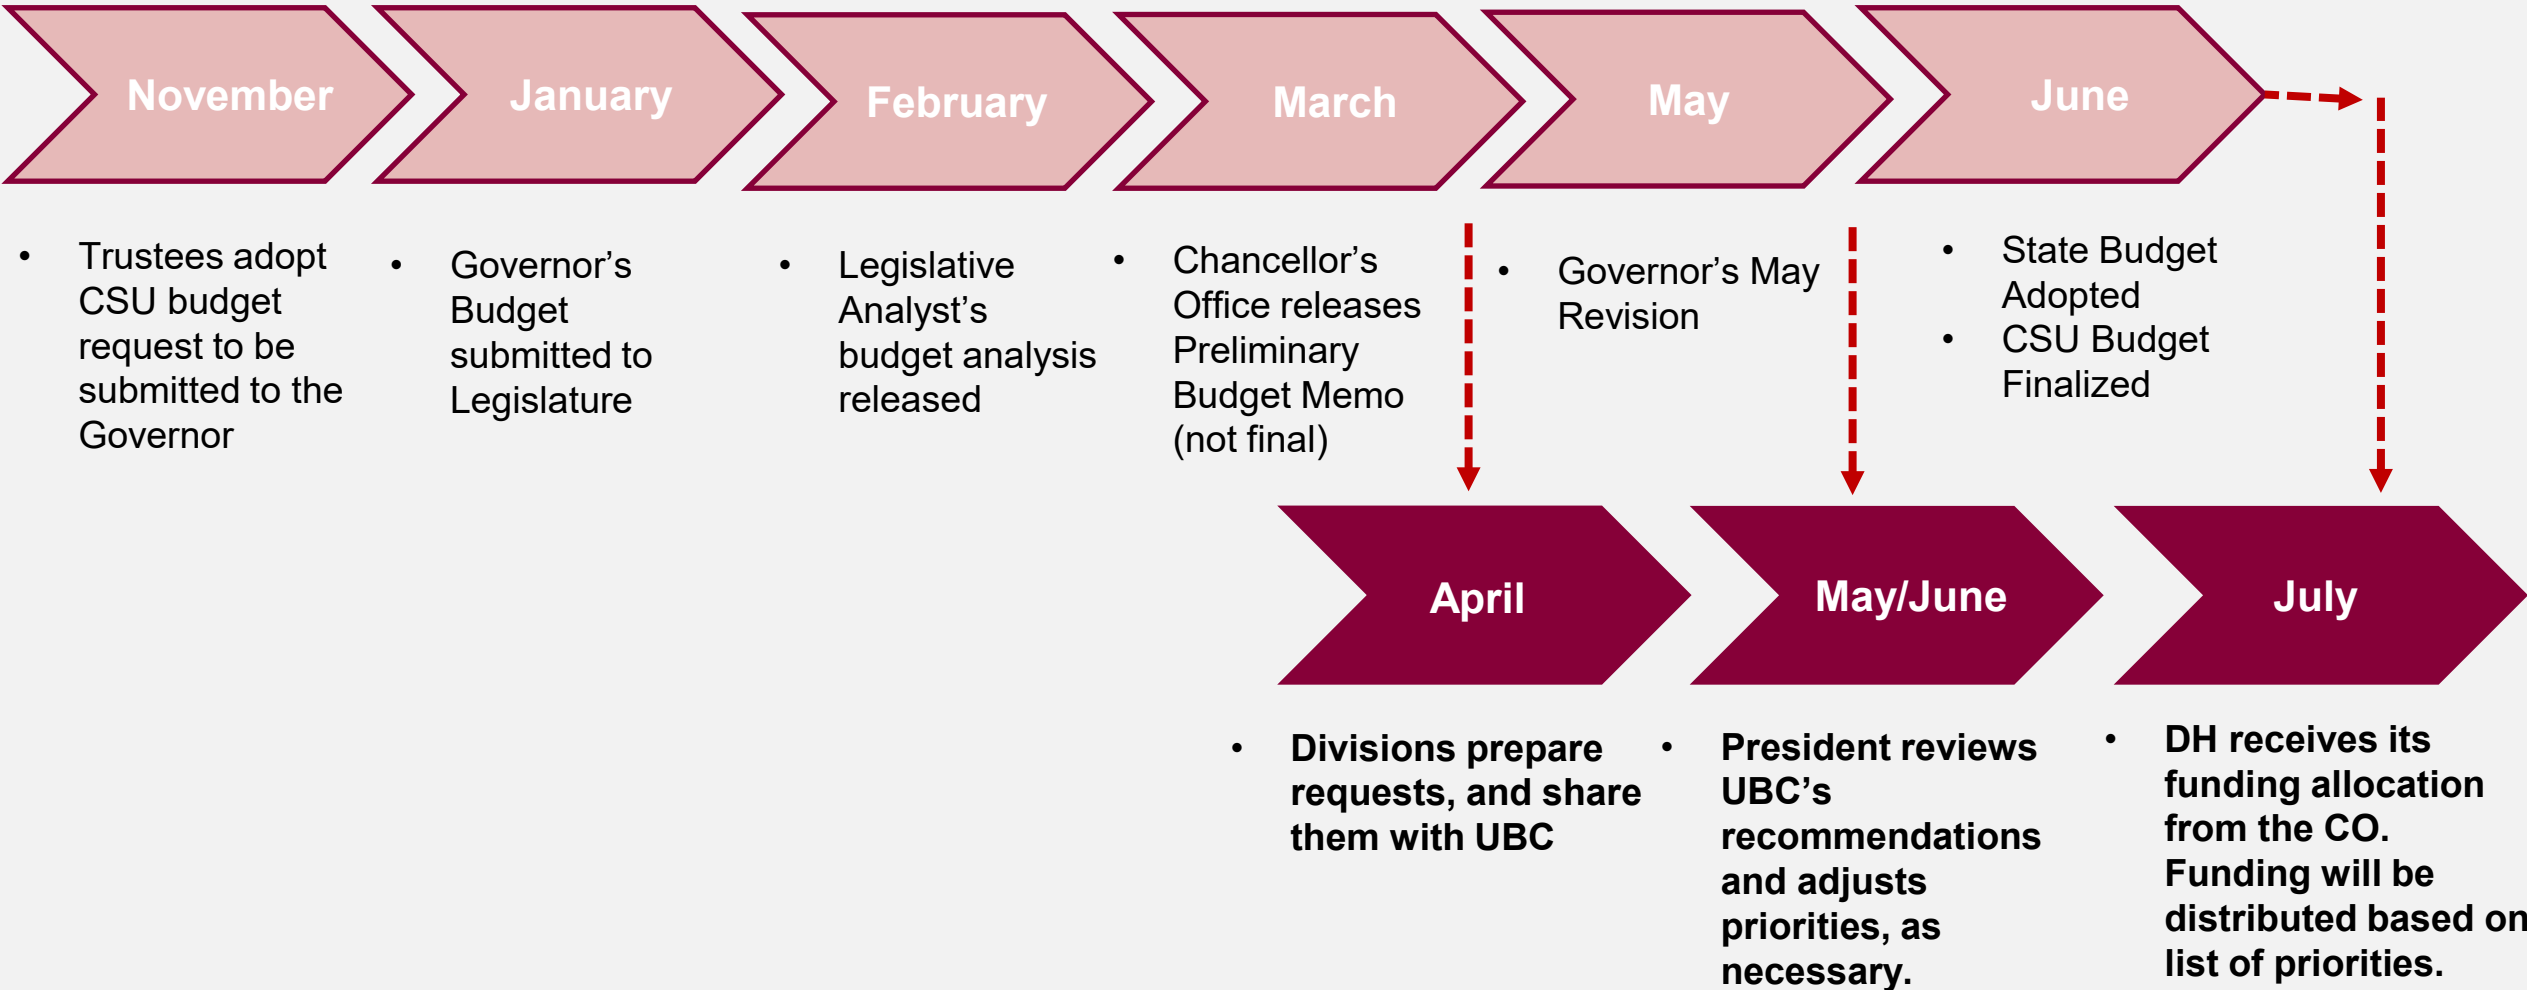 November
January
February
March
May
June
• Trustees adopt
CSU budget
request to be
submitted to the
Governor
• Governor’s
Budget
submitted to
Legislature
• Legislative
Analyst’s
budget analysis
released
• Chancellor’s
Office releases
Preliminary
Budget Memo
(not final)
• Governor’s May
Revision
• State Budget
Adopted
• CSU Budget
Finalized
April
May/June
July
• Divisions prepare
requests, and share
them with UBC
• President reviews
UBC’s
recommendations
and adjusts
priorities, as
necessary.
• DH receives its
funding allocation
from the CO.
Funding will be
distributed based on
list of priorities.